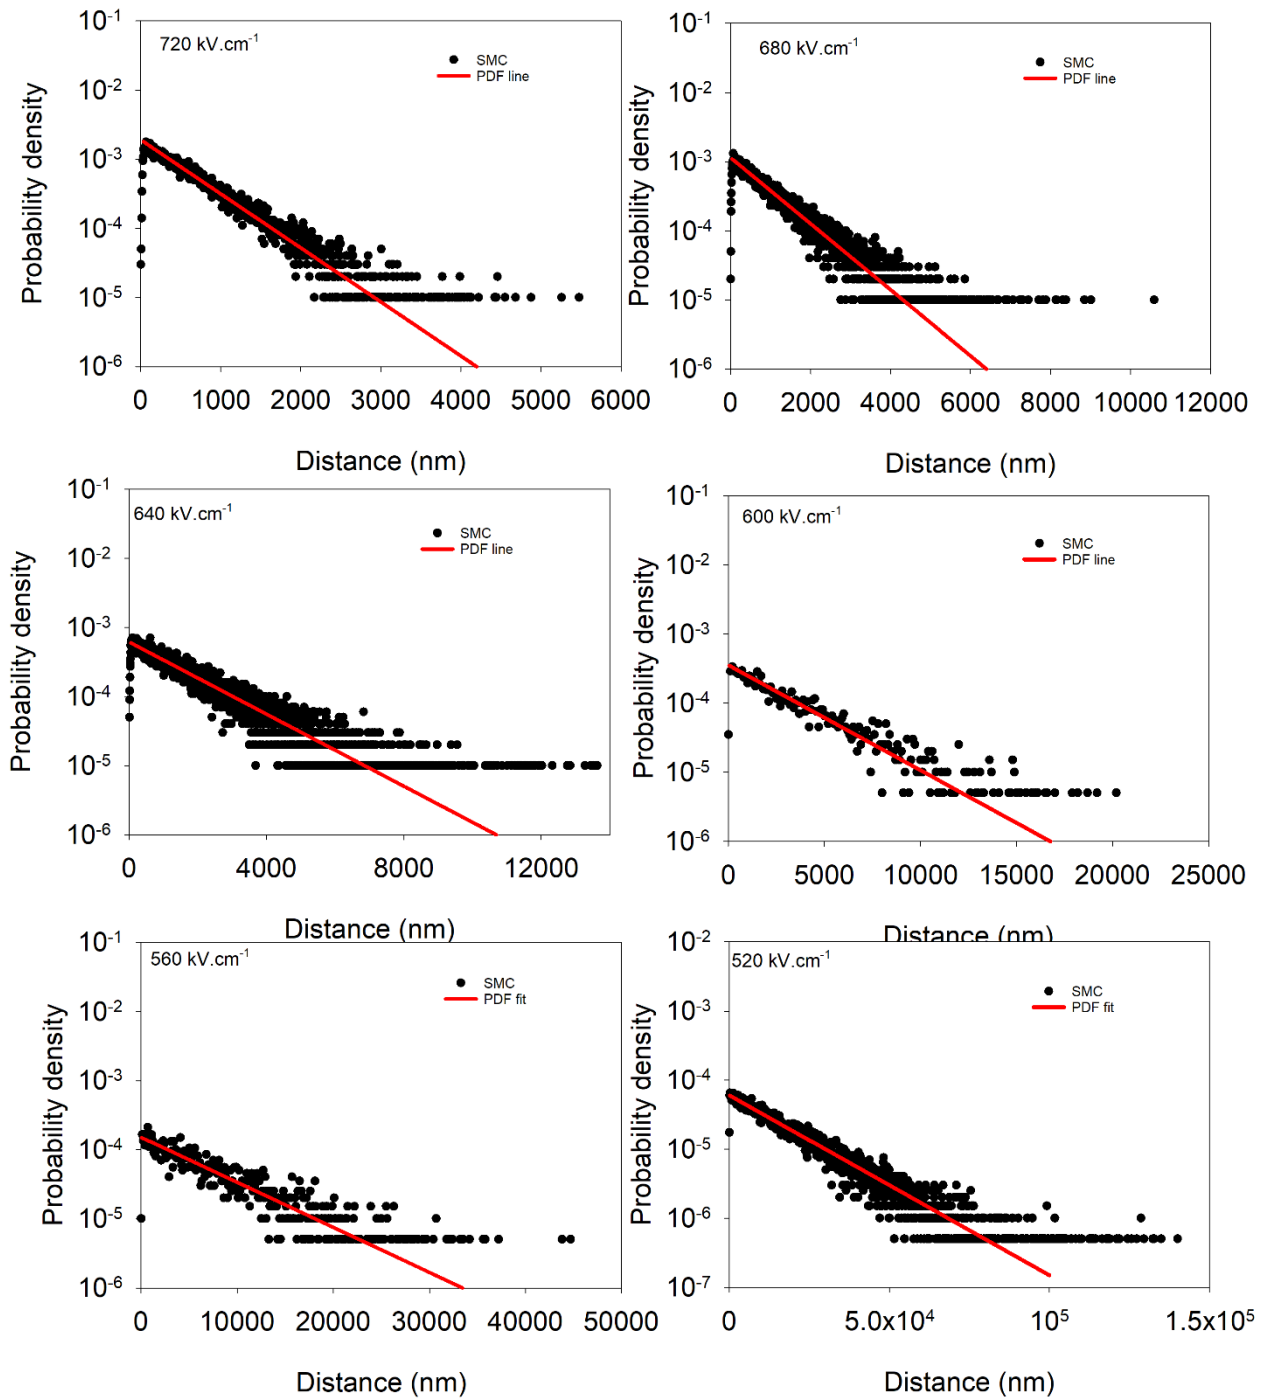 720 kV.cm⁻¹
SMC
PDF line
Probability density
10⁻¹
10⁻²
10⁻³
10⁻⁴
10⁻⁵
10⁻⁶
0 1000 2000 3000 4000 5000 6000
Distance (nm)
680 kV.cm⁻¹
SMC
PDF line
Probability density
10⁻¹
10⁻²
10⁻³
10⁻⁴
10⁻⁵
10⁻⁶
0 2000 4000 6000 8000 10000 12000
Distance (nm)
640 kV.cm⁻¹
SMC
PDF line
Probability density
10⁻¹
10⁻²
10⁻³
10⁻⁴
10⁻⁵
10⁻⁶
0 4000 8000 12000
Distance (nm)
600 kV.cm⁻¹
SMC
PDF line
Probability density
10⁻¹
10⁻²
10⁻³
10⁻⁴
10⁻⁵
10⁻⁶
0 5000 10000 15000 20000 25000
Distance (nm)
560 kV.cm⁻¹
SMC
PDF fit
Probability density
10⁻¹
10⁻²
10⁻³
10⁻⁴
10⁻⁵
10⁻⁶
0 10000 20000 30000 40000 50000
Distance (nm)
520 kV.cm⁻¹
SMC
PDF fit
Probability density
10⁻²
10⁻³
10⁻⁴
10⁻⁵
10⁻⁶
10⁻⁷
0 5.0x10⁴ 10⁵ 1.5x10⁵
Distance (nm)